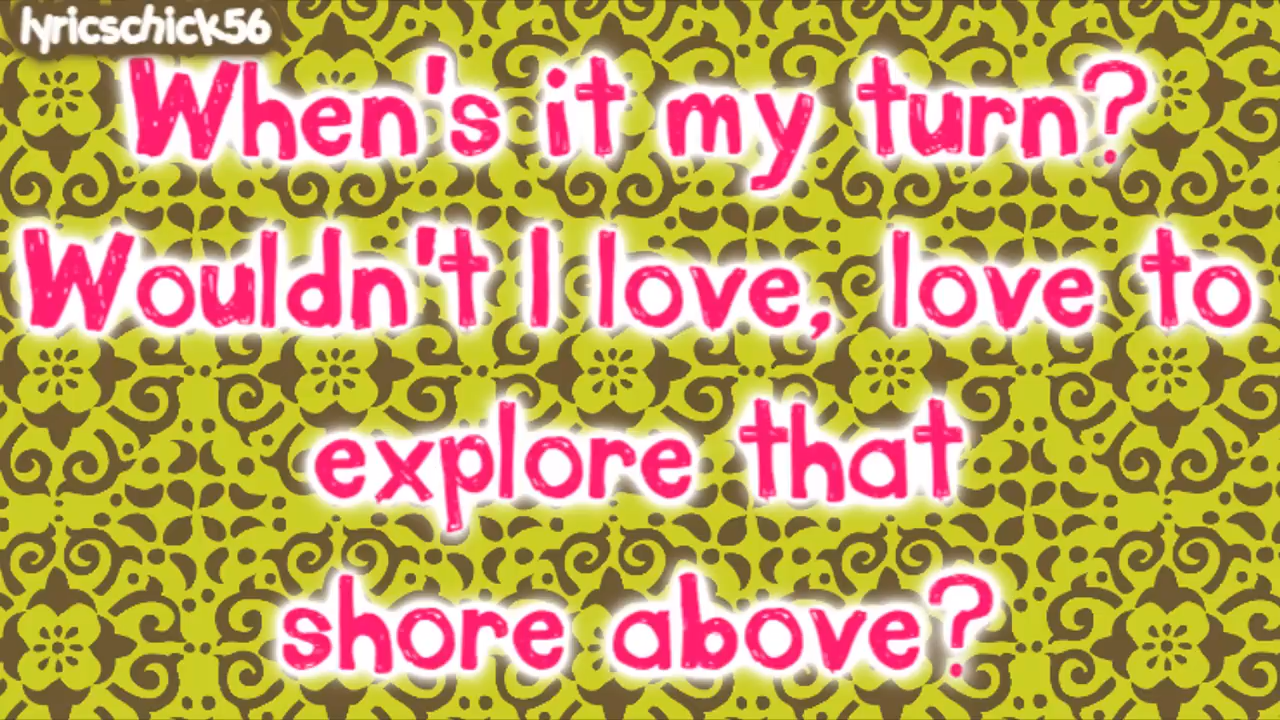 lyricschick56
When's it my turn?
Wouldn't I love, love to
explore that
shore above?